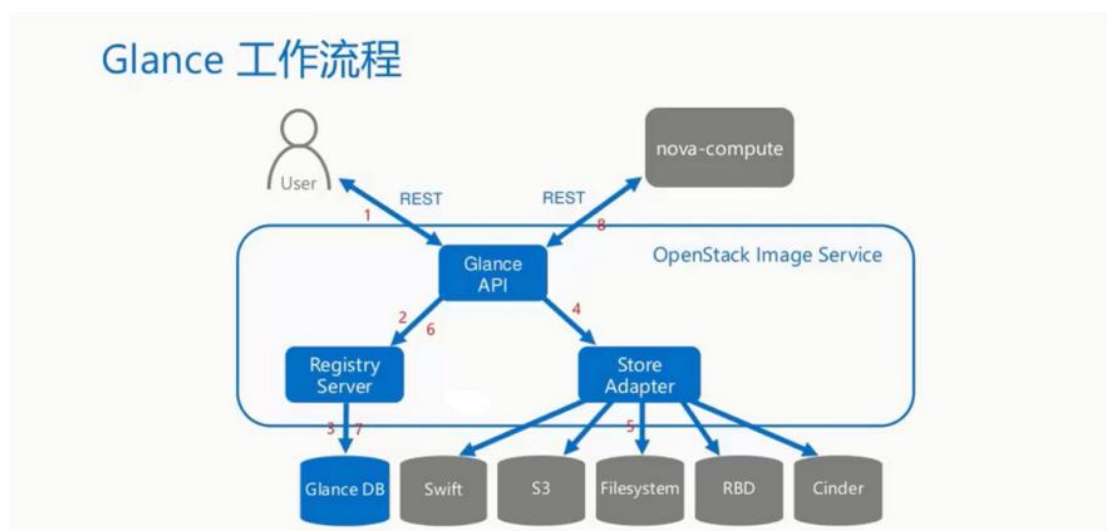 Glance 工作流程
User
nova-compute
REST
REST
1
8
OpenStack Image Service
Glance
API
2
6
4
Registry
Server
Store
Adapter
3
7
5
Glance DB
Swift
S3
Filesystem
RBD
Cinder